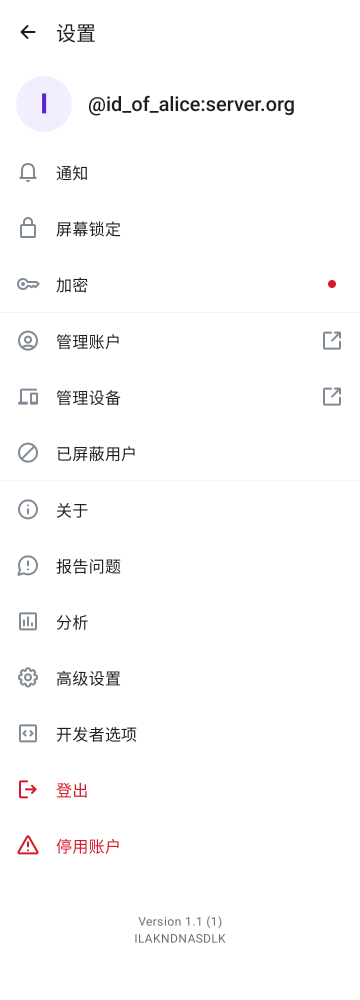 设置
I
@id_of_alice:server.org
通知
屏幕锁定
加密
管理账户
管理设备
已屏蔽用户
关于
报告问题
分析
高级设置
开发者选项
登出
停用账户
Version 1.1 (1)
ILAKNDNASDLK